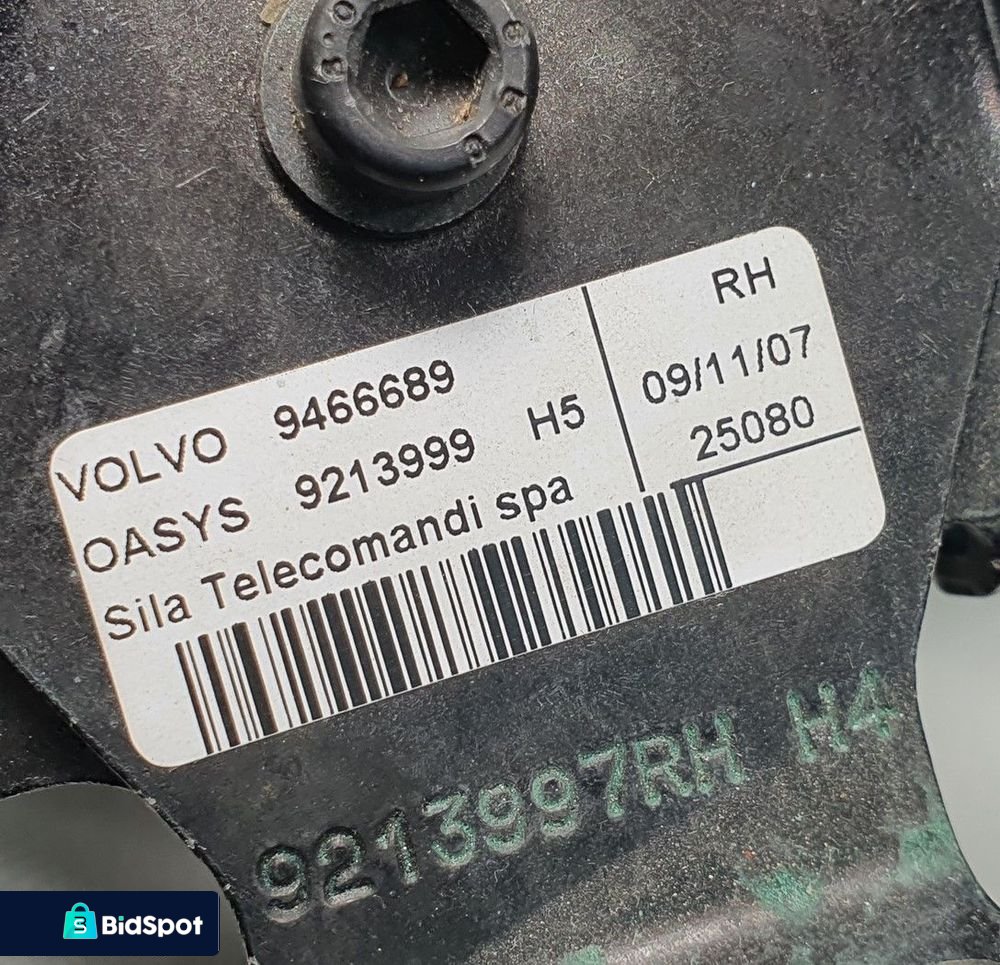 VOLVO 9466689
OASYS 9213999 H5
Sila Telecomandi spa
RH
09/11/07
25080
9213997RH H4
BidSpot